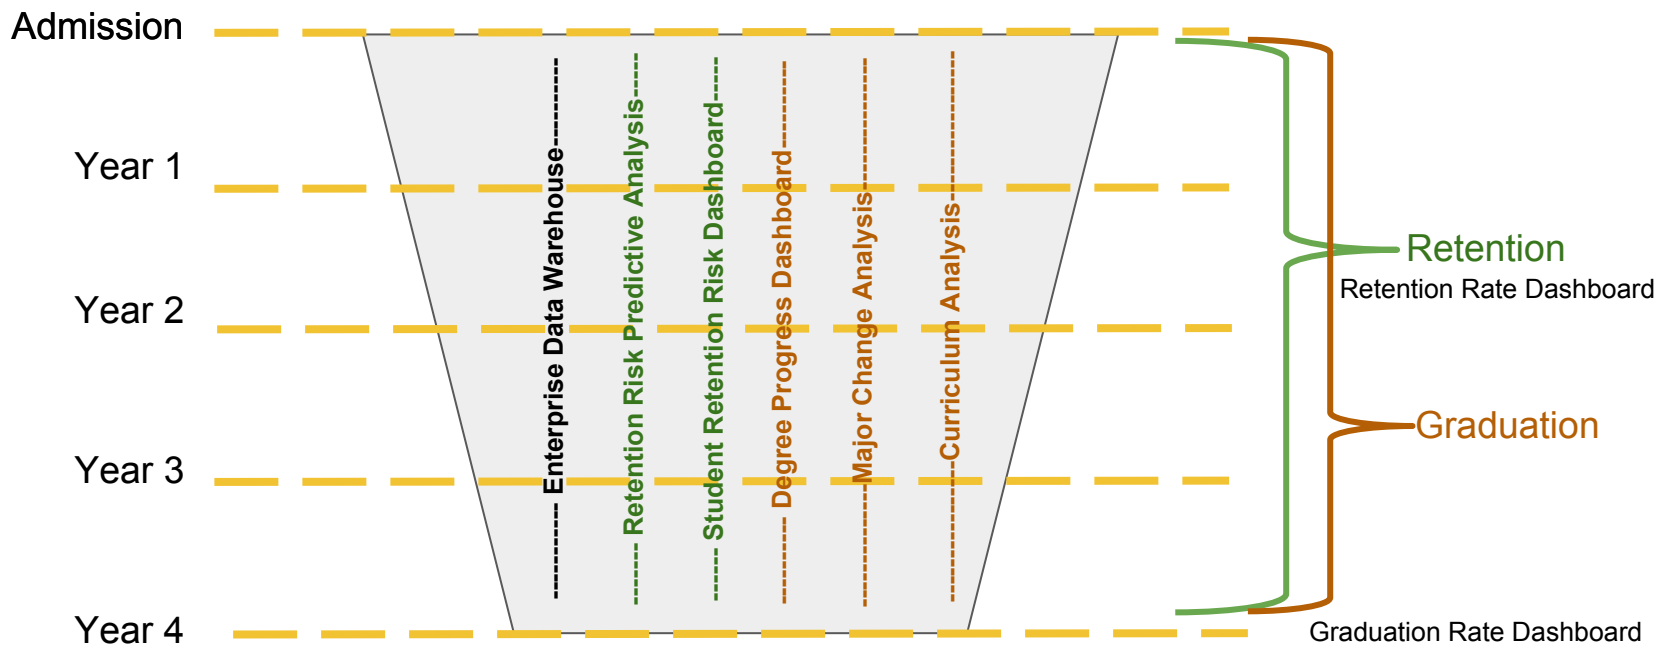 Admission
Year 1
Year 2
Year 3
Year 4
Enterprise Data Warehouse
Retention Risk Predictive Analysis
Student Retention Risk Dashboard
Degree Progress Dashboard
Major Change Analysis
Curriculum Analysis
Retention
Retention Rate Dashboard
Graduation
Graduation Rate Dashboard